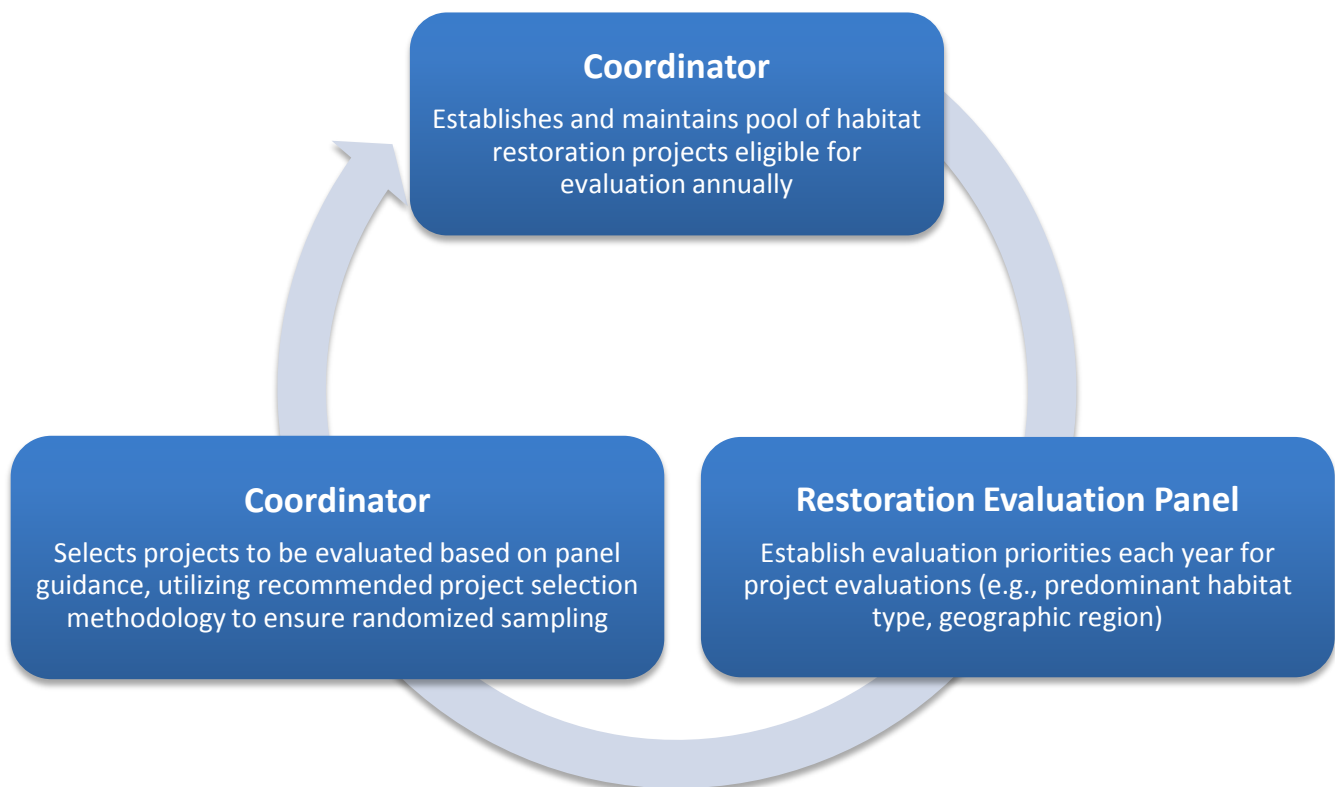 Coordinator
Establishes and maintains pool of habitat
restoration projects eligible for
evaluation annually
Restoration Evaluation Panel
Establish evaluation priorities each year for
project evaluations (e.g., predominant habitat
type, geographic region)
Coordinator
Selects projects to be evaluated based on panel
guidance, utilizing recommended project selection
methodology to ensure randomized sampling